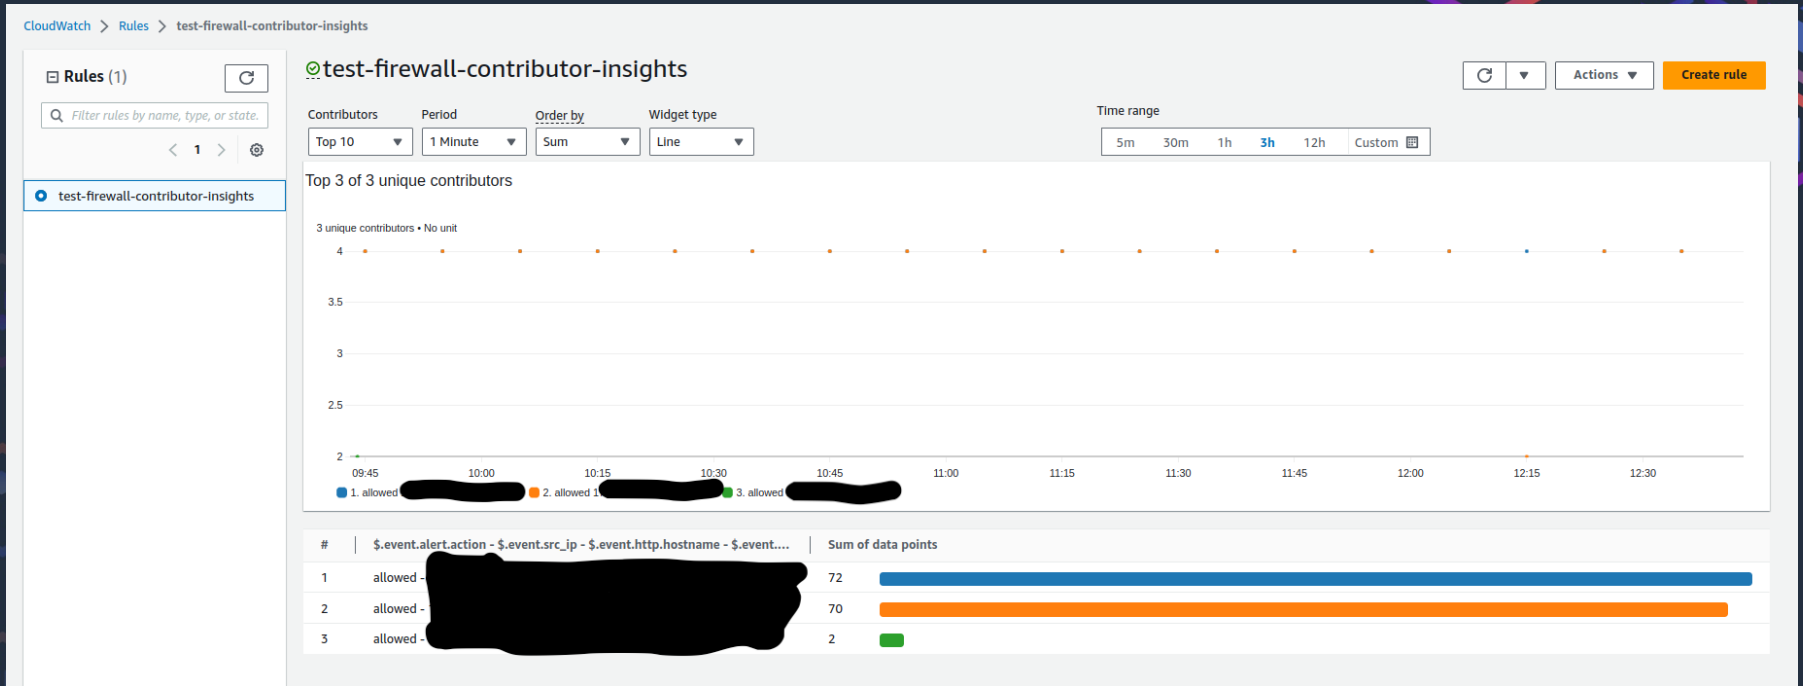 CloudWatch > Rules > test-firewall-contributor-insights
Rules (1)
Filter rules by name, type, or state.
1
test-firewall-contributor-insights
test-firewall-contributor-insights
Actions
Create rule
Contributors
Period
Order by
Widget type
Time range
Top 10
1 Minute
Sum
Line
5m 30m 1h 3h 12h Custom
Top 3 of 3 unique contributors
3 unique contributors • No unit
4
3.5
3
2.5
2
09:45 10:00 10:15 10:30 10:45 11:00 11:15 11:30 11:45 12:00 12:15 12:30
1. allowed 2. allowed 1 3. allowed
# $.event.alert.action - $.event.src_ip - $.event.http.hostname - $.event.... Sum of data points
1 allowed - 72
2 allowed - 70
3 allowed - 2